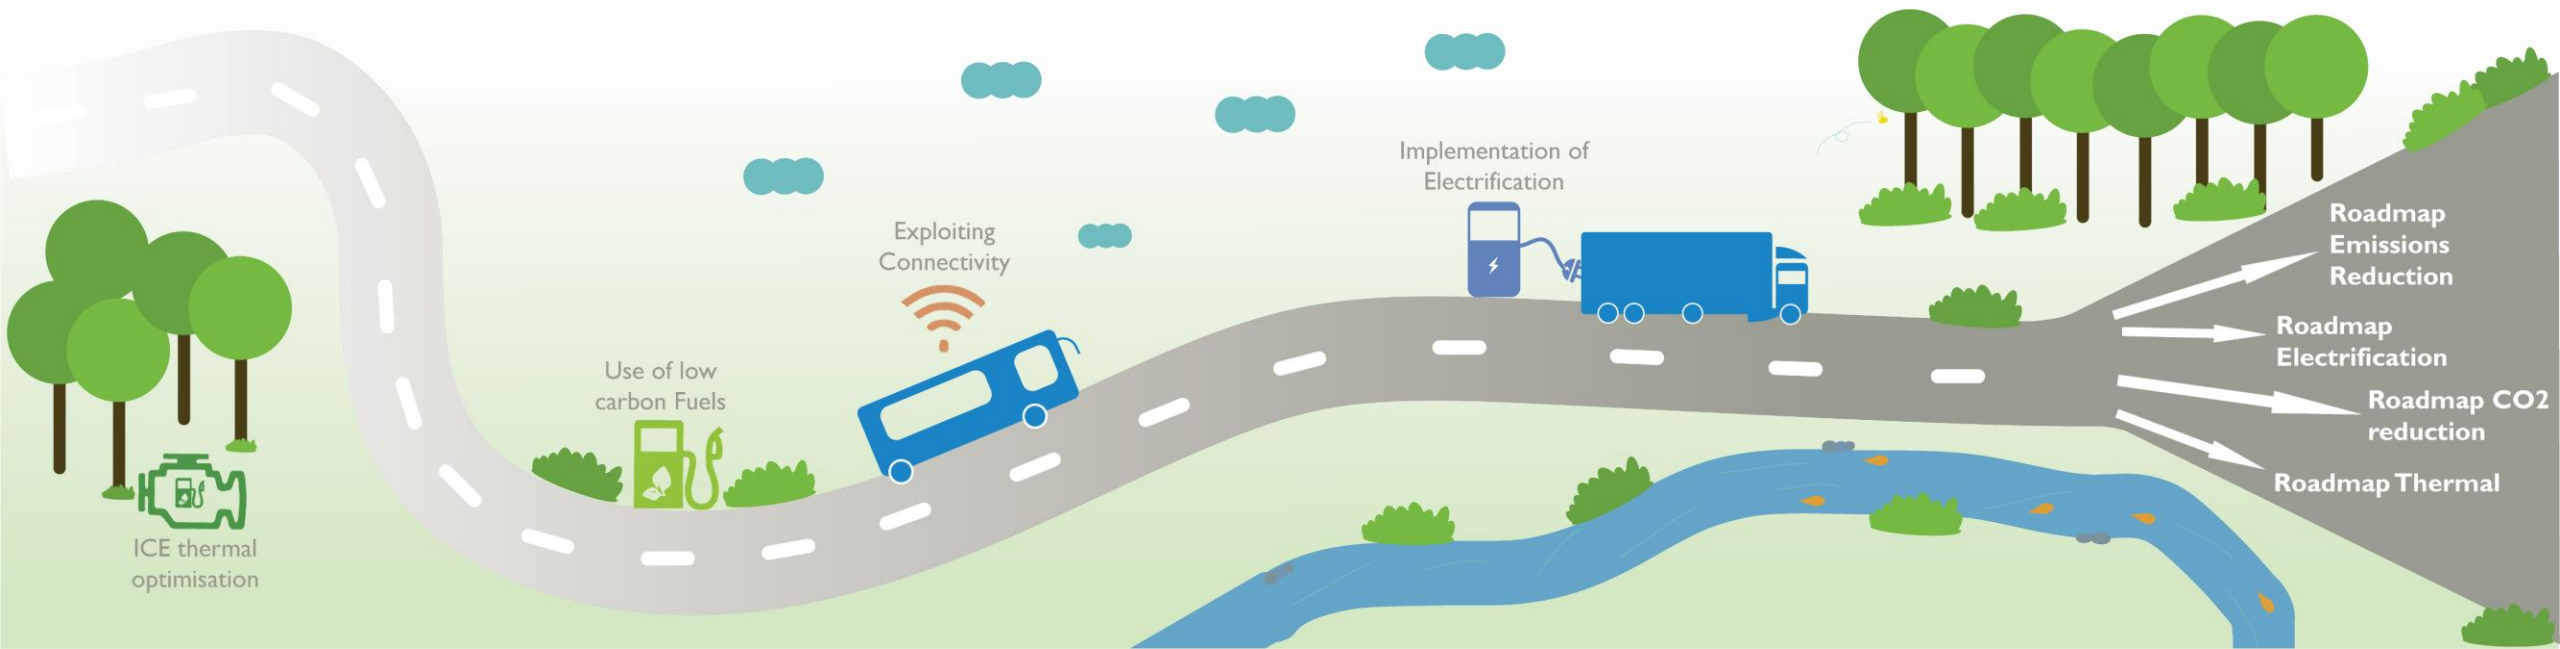 ICE thermal
optimisation
Use of low
carbon Fuels
Exploiting
Connectivity
Implementation of
Electrification
Roadmap
Emissions
Reduction
Roadmap
Electrification
Roadmap CO2
reduction
Roadmap Thermal